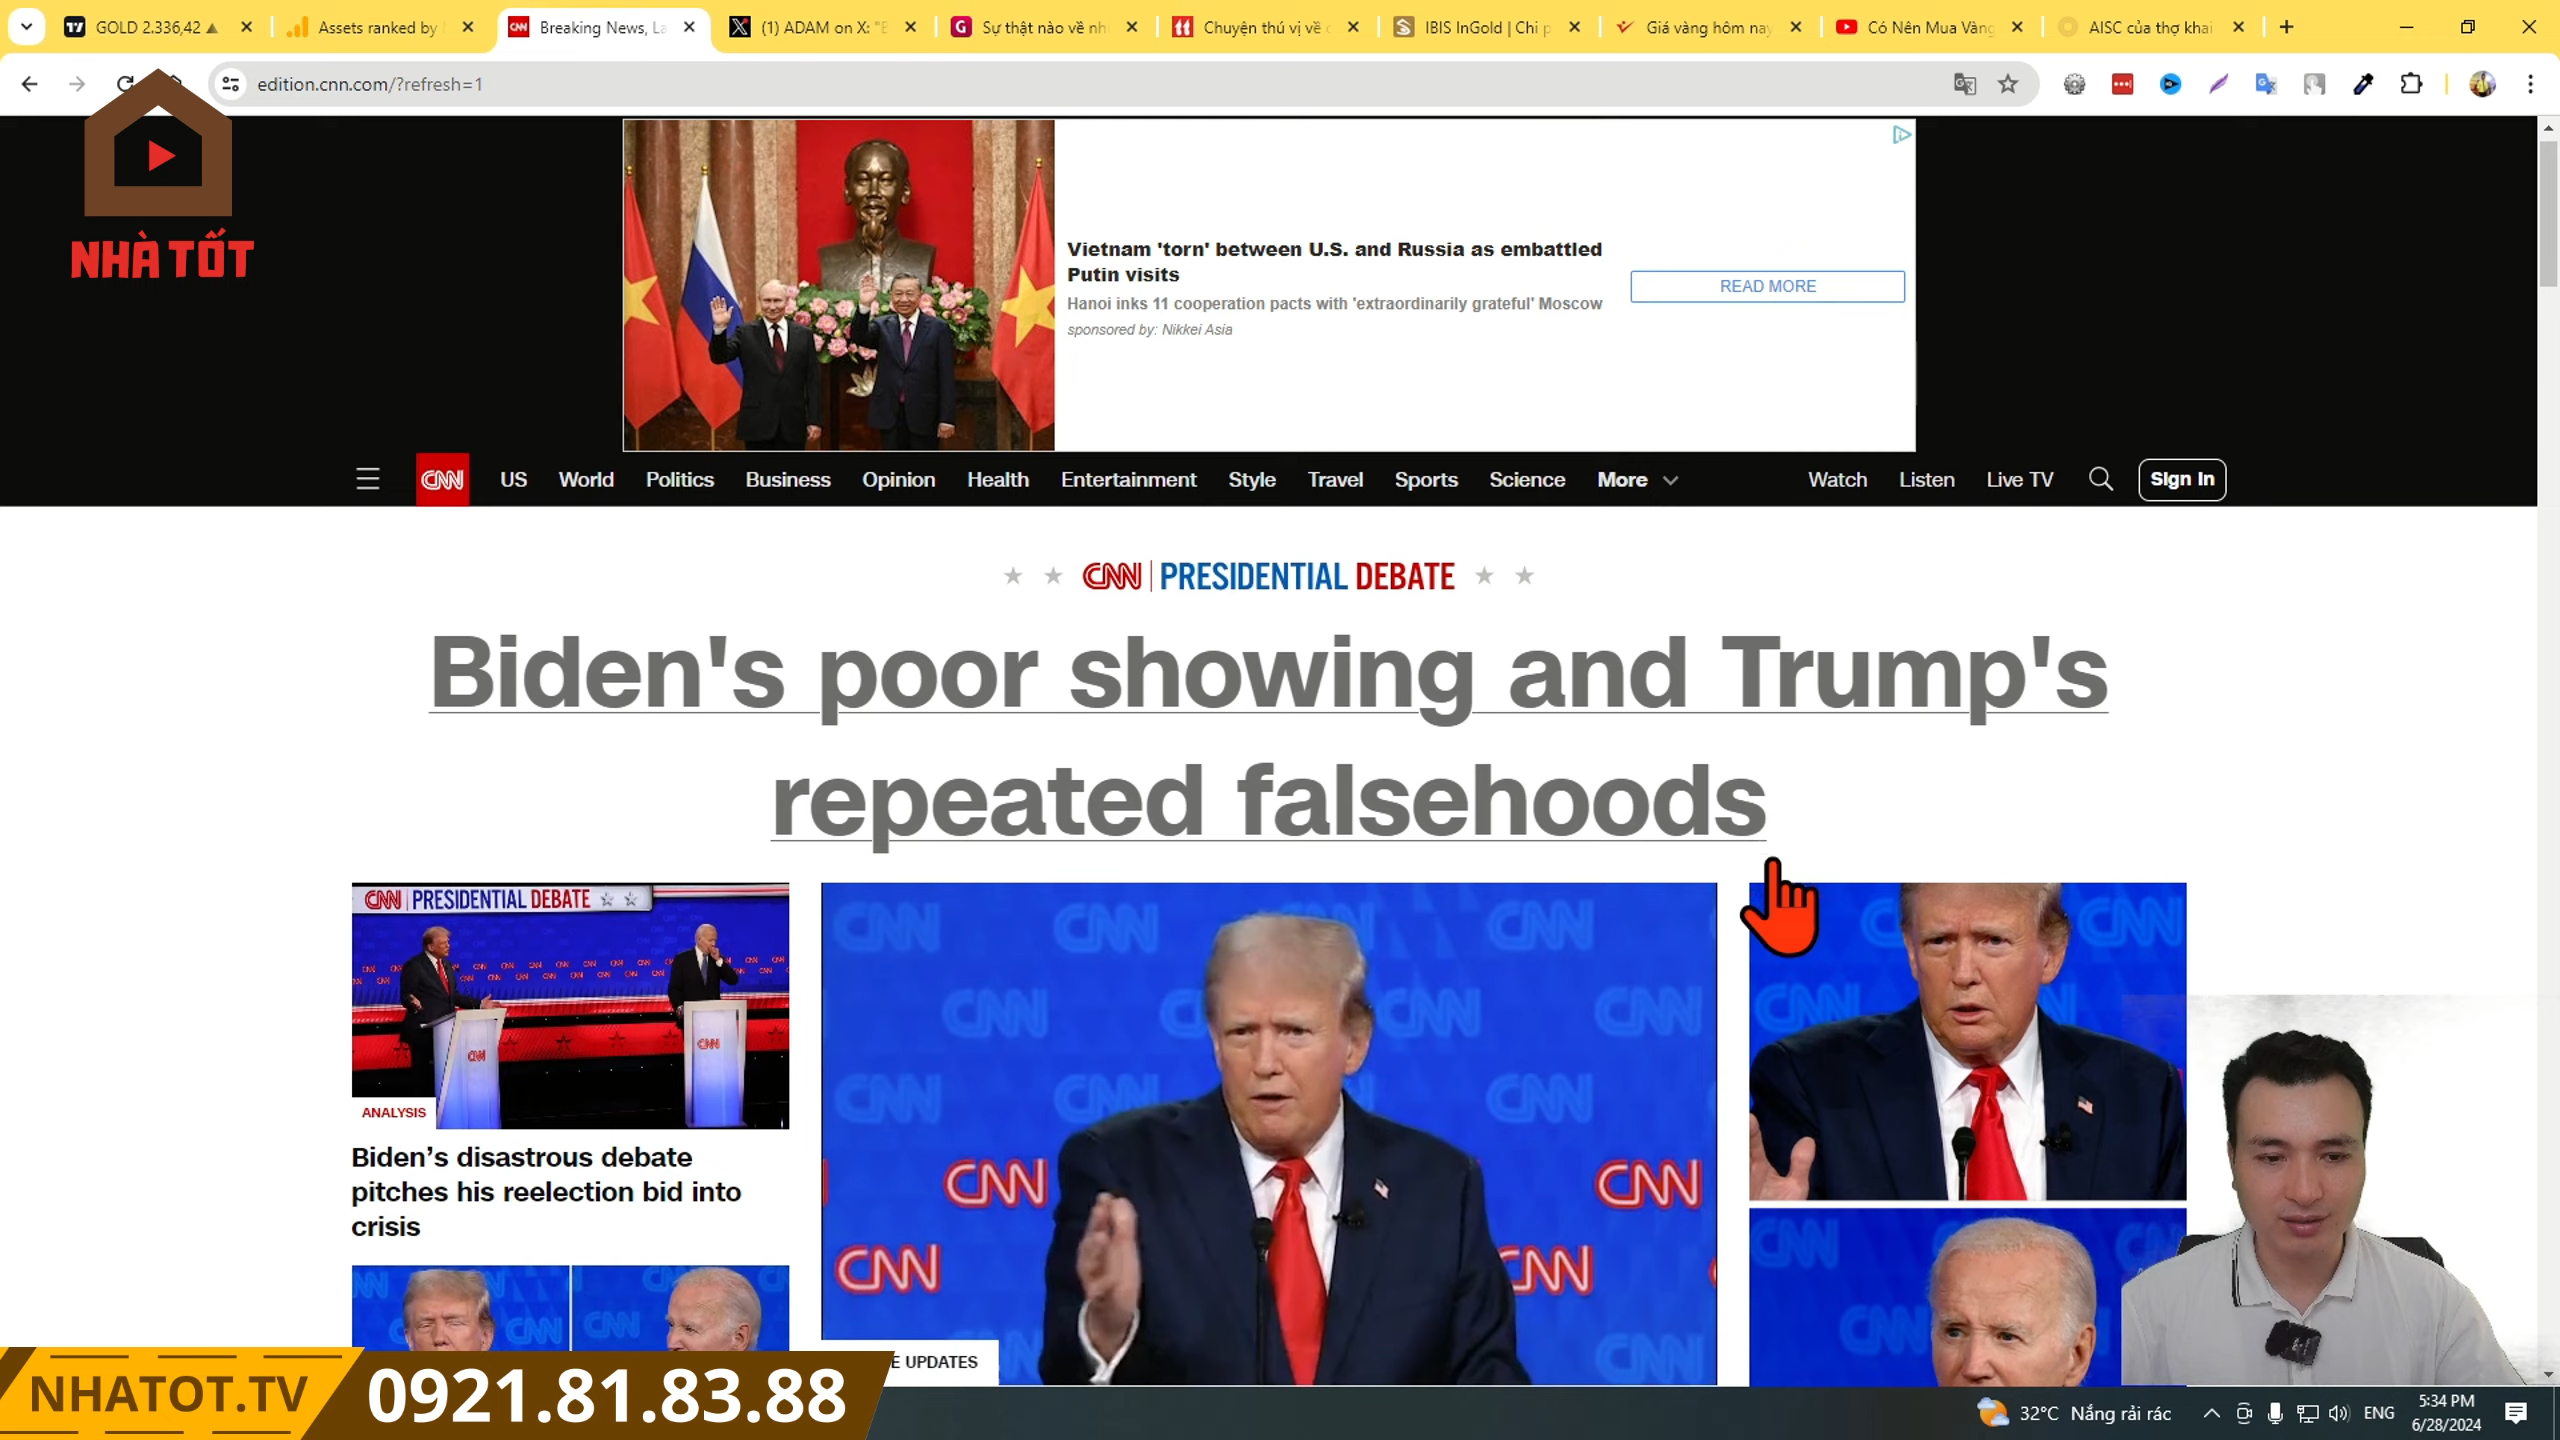 GOLD 2.336,42
Assets ranked by
Breaking News, La
(1) ADAM on X: "B
Sự thật nào về nh
Chuyện thú vị về c
IBIS InGold | Chi p
Giá vàng hôm nay
Có Nên Mua Vàng
AISC của thợ khai
edition.cnn.com/?refresh=1
NHÀ TỐT
Vietnam 'torn' between U.S. and Russia as embattled
Putin visits
Hanoi inks 11 cooperation pacts with 'extraordinarily grateful' Moscow
sponsored by: Nikkei Asia
READ MORE
CNN US World Politics Business Opinion Health Entertainment Style Travel Sports Science More Watch Listen Live TV Sign In
CNN | PRESIDENTIAL DEBATE
Biden's poor showing and Trump's
repeated falsehoods
CNN | PRESIDENTIAL DEBATE
ANALYSIS
Biden's disastrous debate
pitches his reelection bid into
crisis
E UPDATES
NHATOT.TV 0921.81.83.88
32°C Nắng rải rác
ENG
5:34 PM
6/28/2024